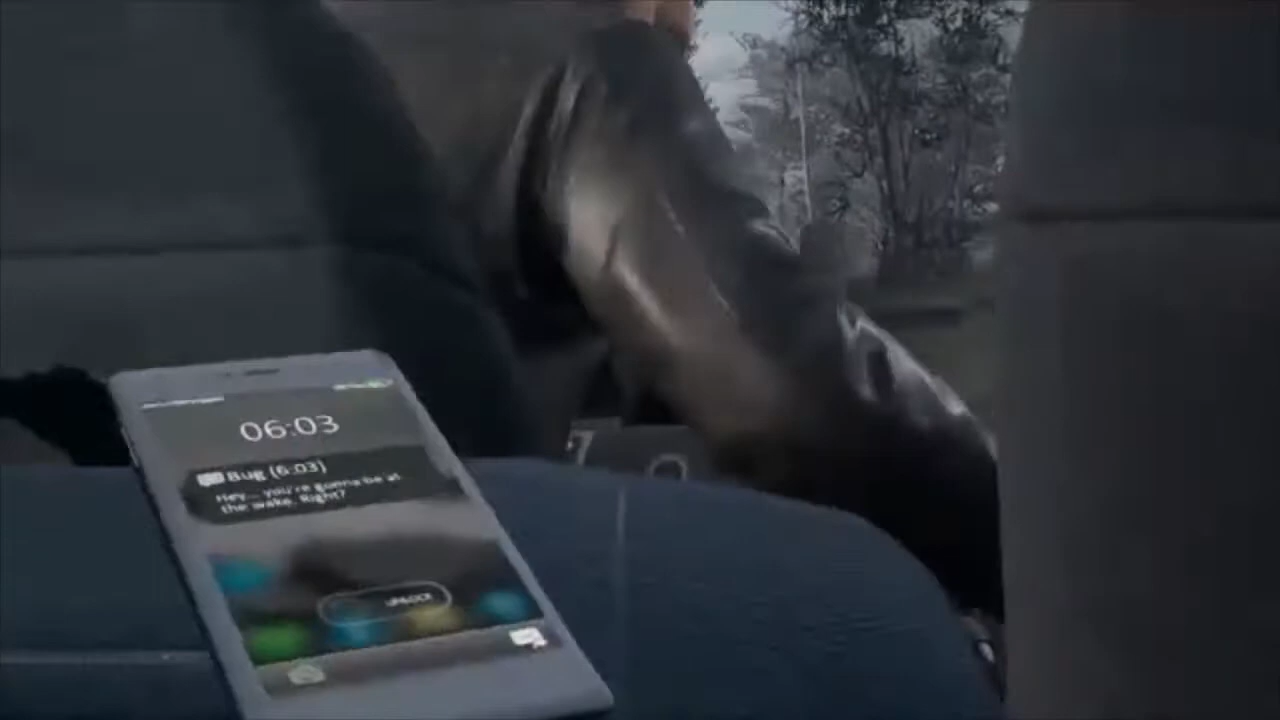 06:03
Bug (6:03)
Hey... you're gonna be at
the wake. Right?
UNLOCK